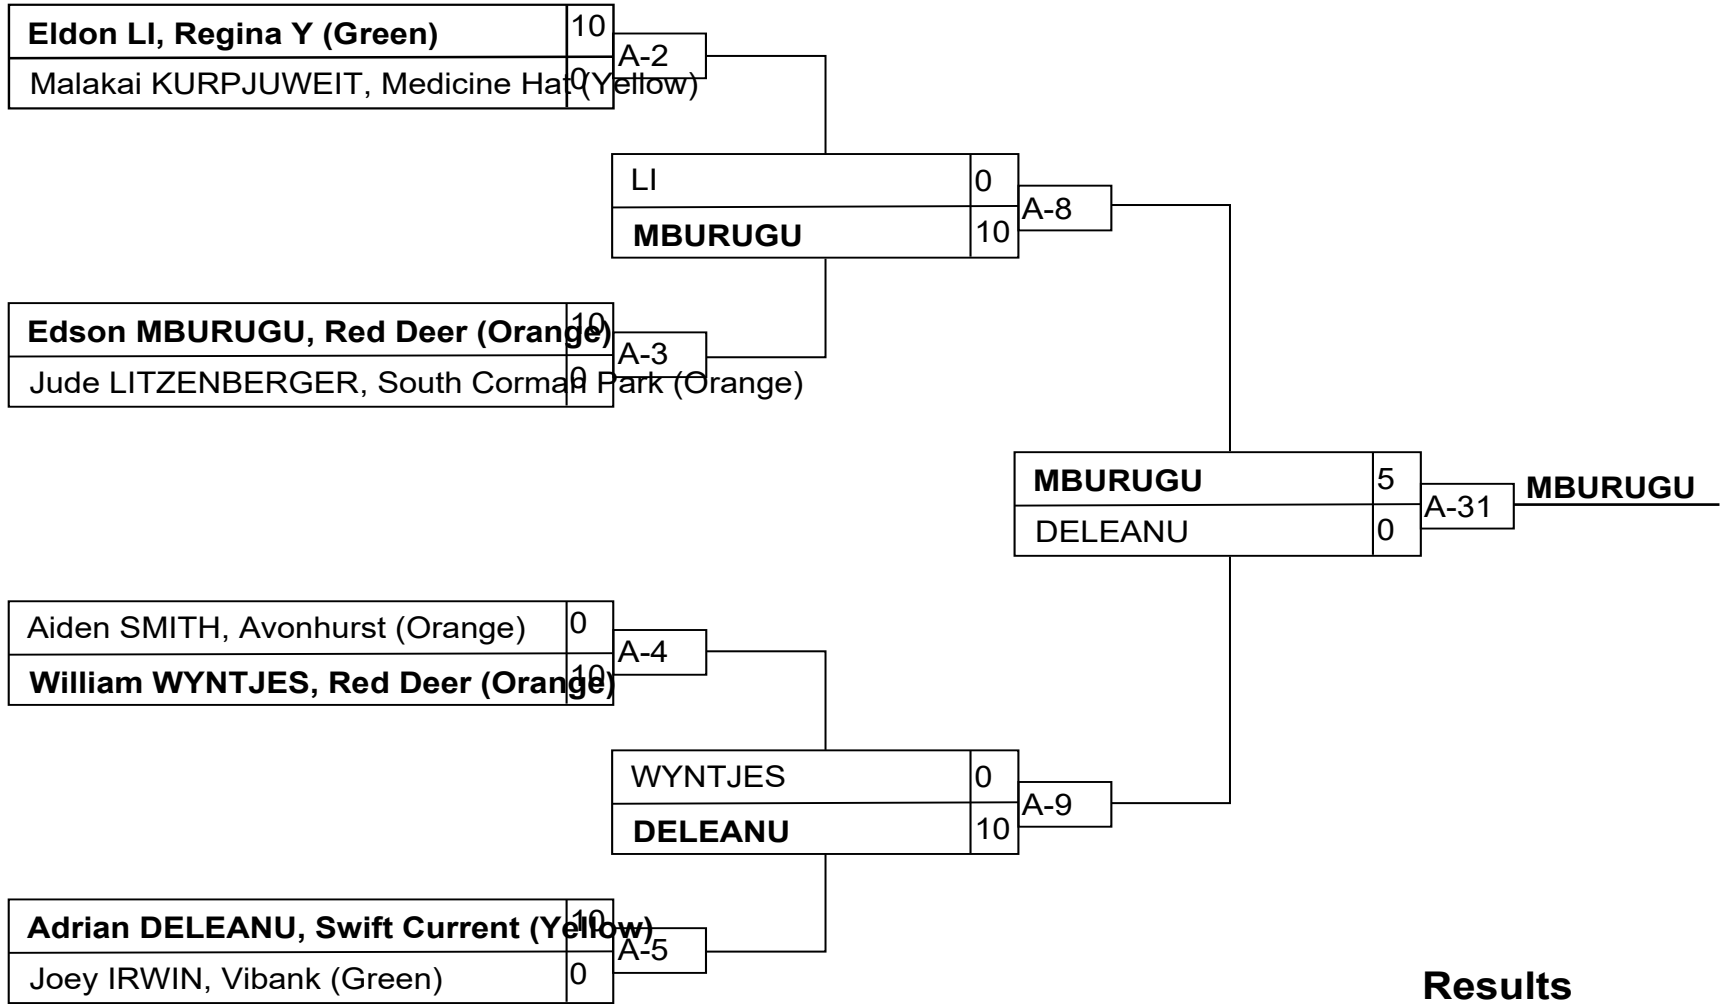 Eldon LI, Regina Y (Green) 10
A-2
Malakai KURPJUWEIT, Medicine Hat (Yellow) 0
LI 0
A-8
MBURUGU 10
Edson MBURUGU, Red Deer (Orange) 10
A-3
Jude LITZENBERGER, South Corman Park (Orange) 0
MBURUGU 5
A-31 MBURUGU
DELEANU 0
Aiden SMITH, Avonhurst (Orange) 0
A-4
William WYNTJES, Red Deer (Orange) 10
WYNTJES 0
A-9
DELEANU 10
Adrian DELEANU, Swift Current (Yellow) 10
A-5
Joey IRWIN, Vibank (Green) 0
Results